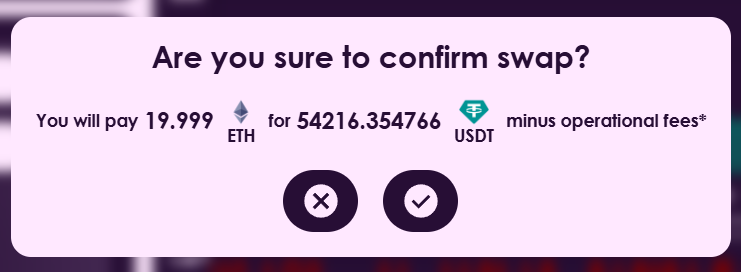 Are you sure to confirm swap?
You will pay 19.999 ETH for 54216.354766 USDT minus operational fees*